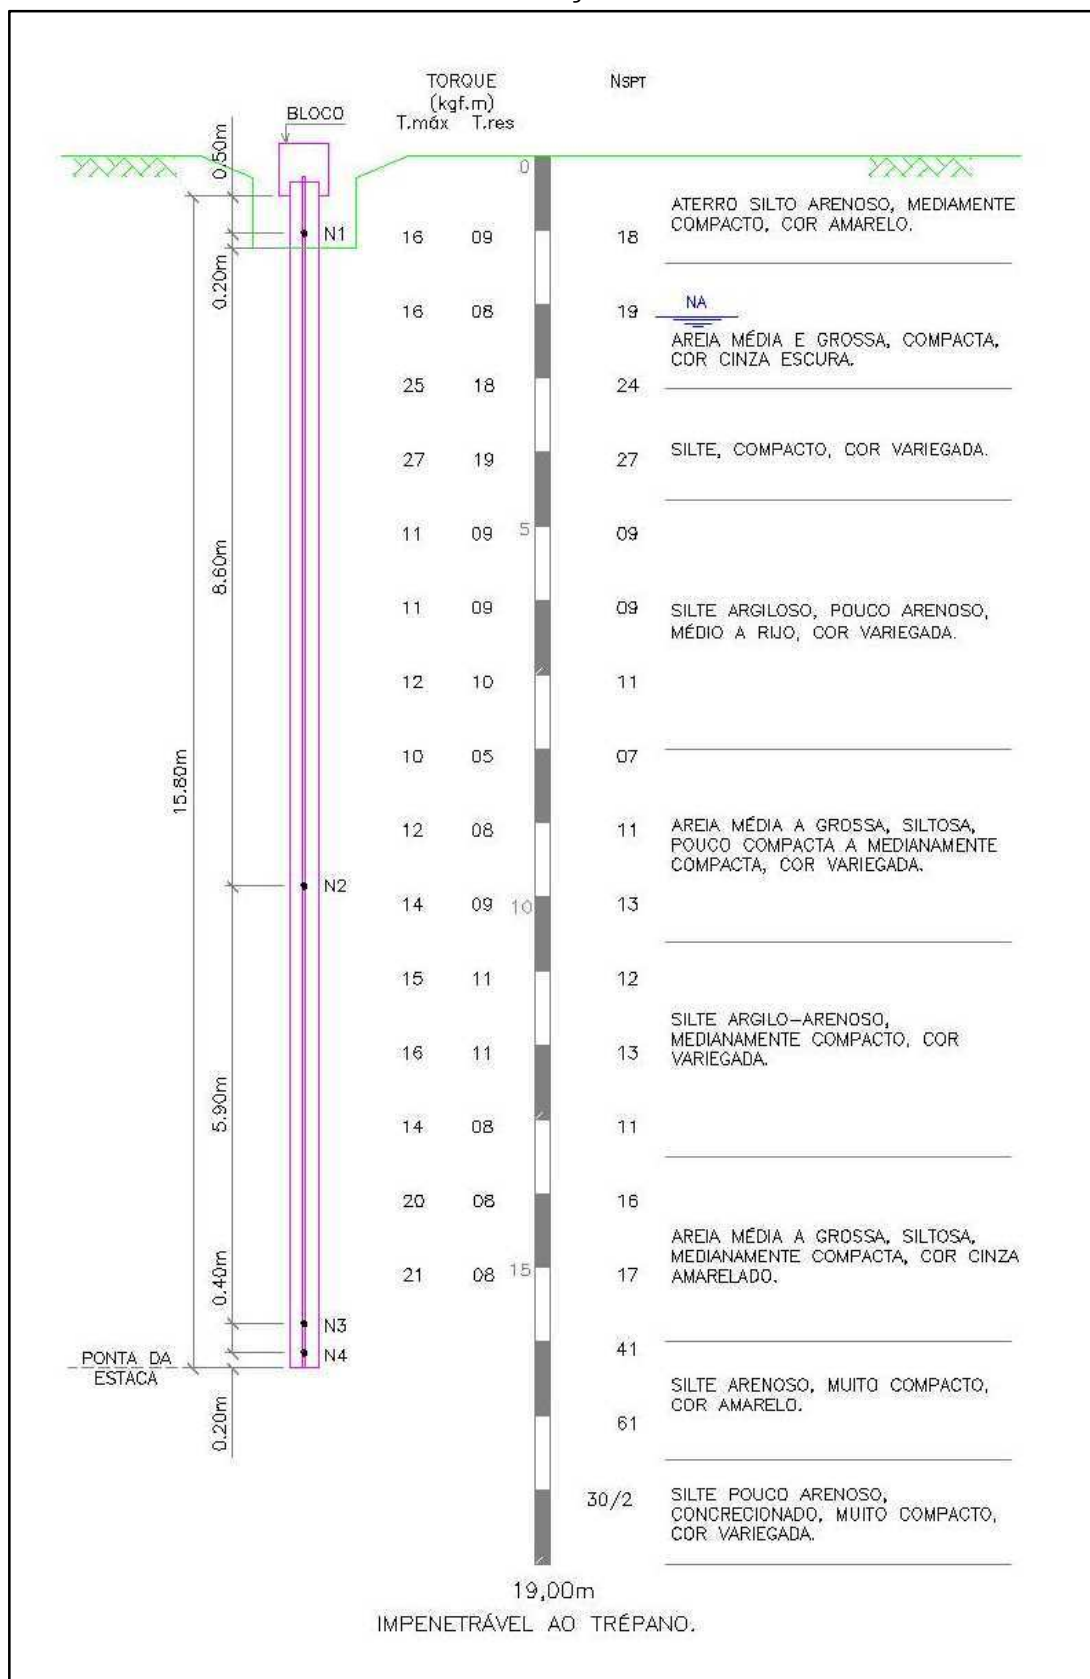 TORQUE
(kgf.m)
T.máx T.res
NSPT
BLOCO
0.50m
0
ATERRO SILTO ARENOSO, MEDIAMENTE
COMPACTO, COR AMARELO.
N1
16 09 18
0.20m
NA
16 08 19
AREIA MÉDIA E GROSSA, COMPACTA,
COR CINZA ESCURA.
25 18 24
SILTE, COMPACTO, COR VARIEGADA.
27 19 27
11 09 5 09
8.60m
11 09 09
SILTE ARGILOSO, POUCO ARENOSO,
MÉDIO A RIJO, COR VARIEGADA.
12 10 11
10 05 07
15.80m
12 08 11
AREIA MÉDIA A GROSSA, SILTOSA,
POUCO COMPACTA A MEDIANAMENTE
COMPACTA, COR VARIEGADA.
N2
14 09 10 13
15 11 12
SILTE ARGILO-ARENOSO,
MEDIANAMENTE COMPACTO, COR
VARIEGADA.
16 11 13
5.90m
14 08 11
20 08 16
AREIA MÉDIA A GROSSA, SILTOSA,
MEDIANAMENTE COMPACTA, COR CINZA
AMARELADO.
21 08 15 17
0.40m
N3
41
N4
PONTA DA
ESTACA
SILTE ARENOSO, MUITO COMPACTO,
COR AMARELO.
0.20m
61
30/2
SILTE POUCO ARENOSO,
CONCRECIONADO, MUITO COMPACTO,
COR VARIEGADA.
19,00m
IMPENETRÁVEL AO TRÉPANO.